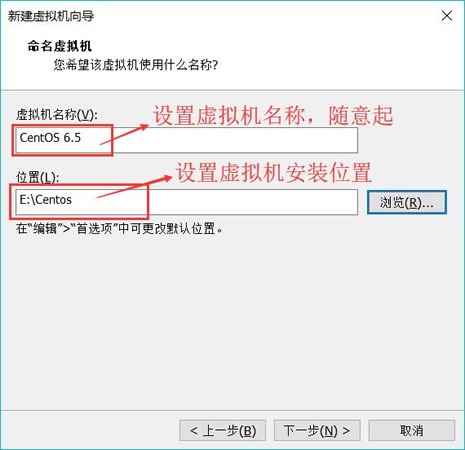 新建虚拟机向导
命名虚拟机
您希望该虚拟机使用什么名称?
虚拟机名称(V):
设置虚拟机名称，随意起
CentOS 6.5
位置(L):
设置虚拟机安装位置
E:\Centos
浏览(R)...
在“编辑”>“首选项”中可更改默认位置。
< 上一步(B)
下一步(N) >
取消